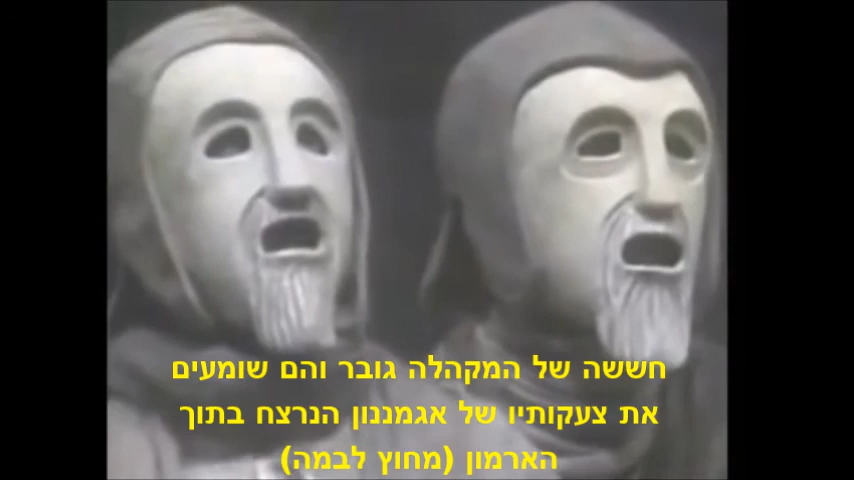 חששה של המקהלה גובר והם שומעים
את צעקותיו של אגממנון הנרצח בתוך
הארמון (מחוץ לבמה)